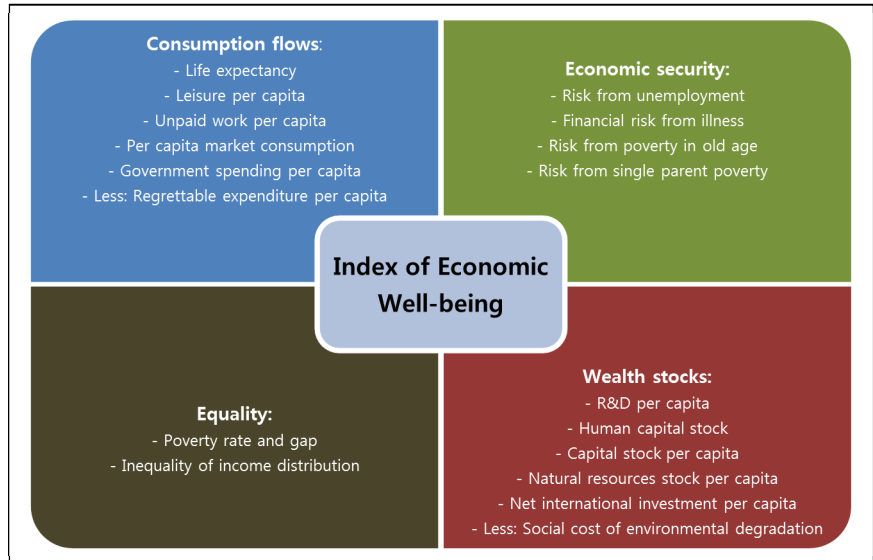 Consumption flows:
- Life expectancy
- Leisure per capita
- Unpaid work per capita
- Per capita market consumption
- Government spending per capita
- Less: Regrettable expenditure per capita
Economic security:
- Risk from unemployment
- Financial risk from illness
- Risk from poverty in old age
- Risk from single parent poverty
Index of Economic
Well-being
Equality:
- Poverty rate and gap
- Inequality of income distribution
Wealth stocks:
- R&D per capita
- Human capital stock
- Capital stock per capita
- Natural resources stock per capita
- Net international investment per capita
- Less: Social cost of environmental degradation